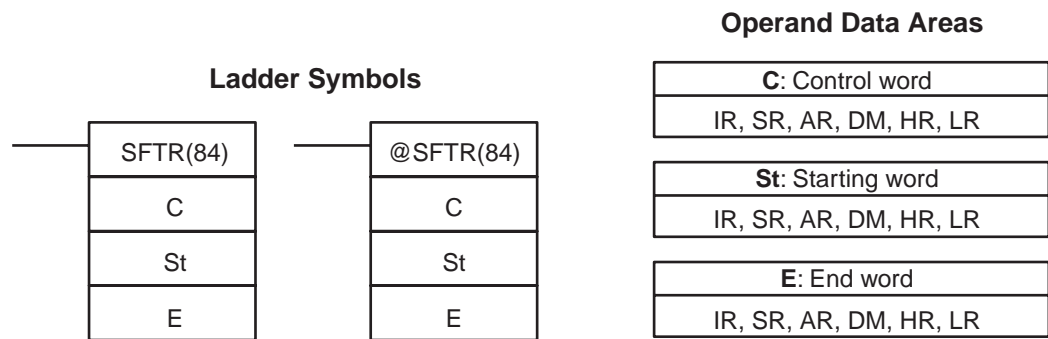 Ladder Symbols
SFTR(84)
C
St
E
@SFTR(84)
C
St
E
Operand Data Areas
C: Control word
IR, SR, AR, DM, HR, LR
St: Starting word
IR, SR, AR, DM, HR, LR
E: End word
IR, SR, AR, DM, HR, LR